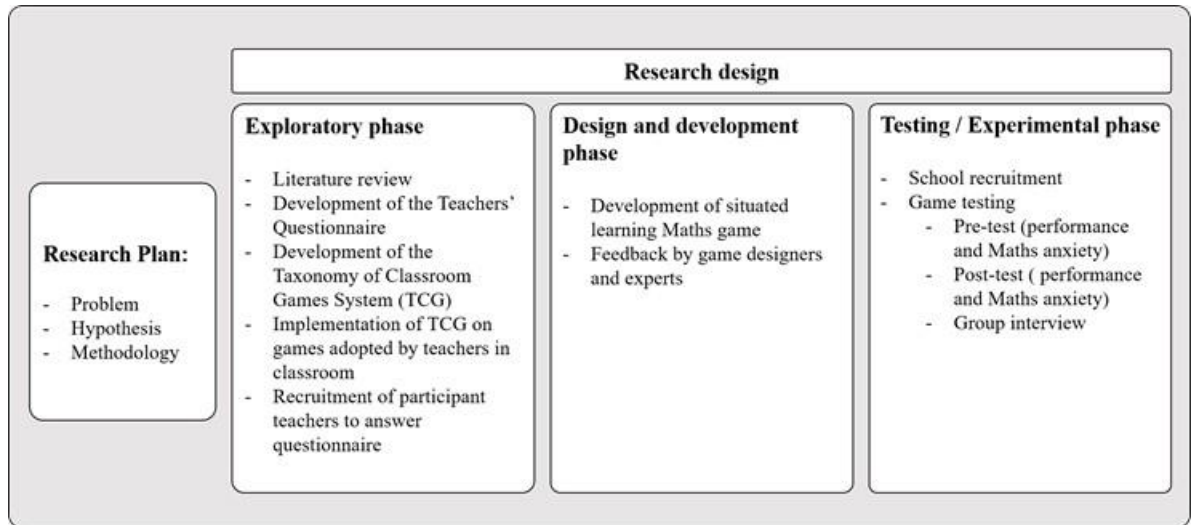 Research design
Research Plan:
- Problem
- Hypothesis
- Methodology
Exploratory phase
- Literature review
- Development of the Teachers'
Questionnaire
- Development of the
Taxonomy of Classroom
Games System (TCG)
- Implementation of TCG on
games adopted by teachers in
classroom
- Recruitment of participant
teachers to answer
questionnaire
Design and development
phase
- Development of situated
learning Maths game
- Feedback by game designers
and experts
Testing / Experimental phase
- School recruitment
- Game testing
- Pre-test (performance
and Maths anxiety)
- Post-test ( performance
and Maths anxiety)
- Group interview